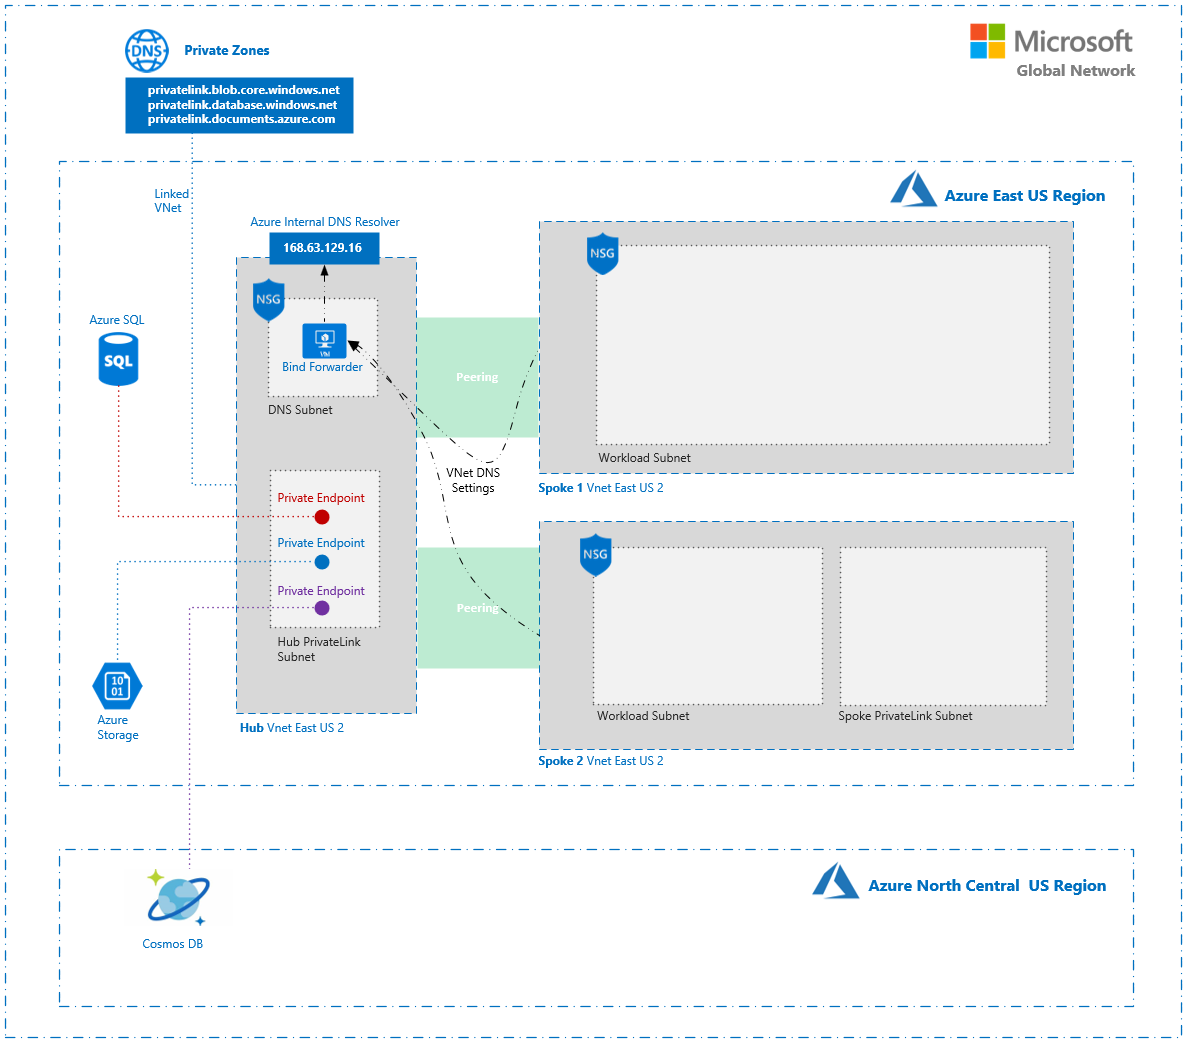 DNS
Private Zones
Microsoft
Global Network
privatelink.blob.core.windows.net
privatelink.database.windows.net
privatelink.documents.azure.com
Linked
VNet
Azure East US Region
Azure Internal DNS Resolver
168.63.129.16
NSG
NSG
Azure SQL
SQL
VM
Bind Forwarder
DNS Subnet
Peering
Workload Subnet
VNet DNS
Settings
Spoke 1 Vnet East US 2
Private Endpoint
Private Endpoint
Private Endpoint
Hub PrivateLink
Subnet
NSG
Peering
10
01
Azure
Storage
Hub Vnet East US 2
Workload Subnet
Spoke PrivateLink Subnet
Spoke 2 Vnet East US 2
Azure North Central  US Region
Cosmos DB